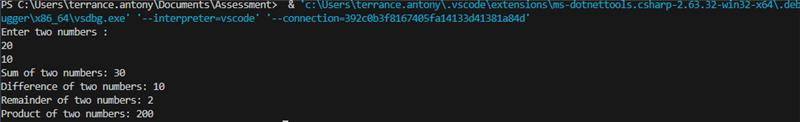 PS C:\Users\terrance.antony\Documents\Assessment>  & 'c:\Users\terrance.antony\.vscode\extensions\ms-dotnettools.csharp-2.63.32-win32-x64\.deb
ugger\x86_64\vsdbg.exe' '--interpreter=vscode' '--connection=392c0b3f8167405fa14133d41381a84d'
Enter two numbers :
20
10
Sum of two numbers: 30
Difference of two numbers: 10
Remainder of two numbers: 2
Product of two numbers: 200